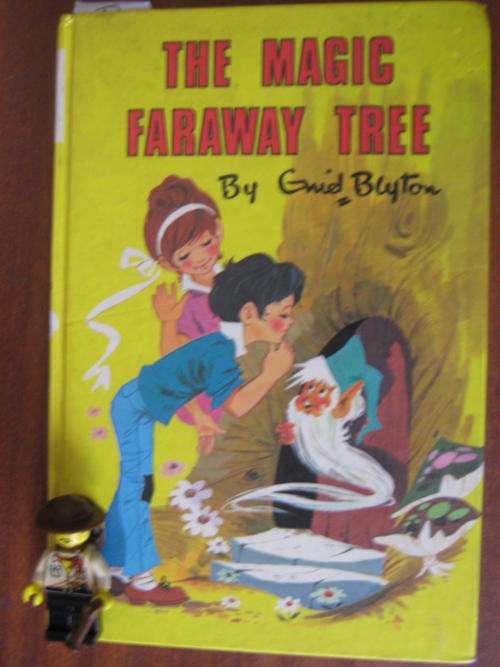 THE MAGIC
FARAWAY TREE
By Enid Blyton